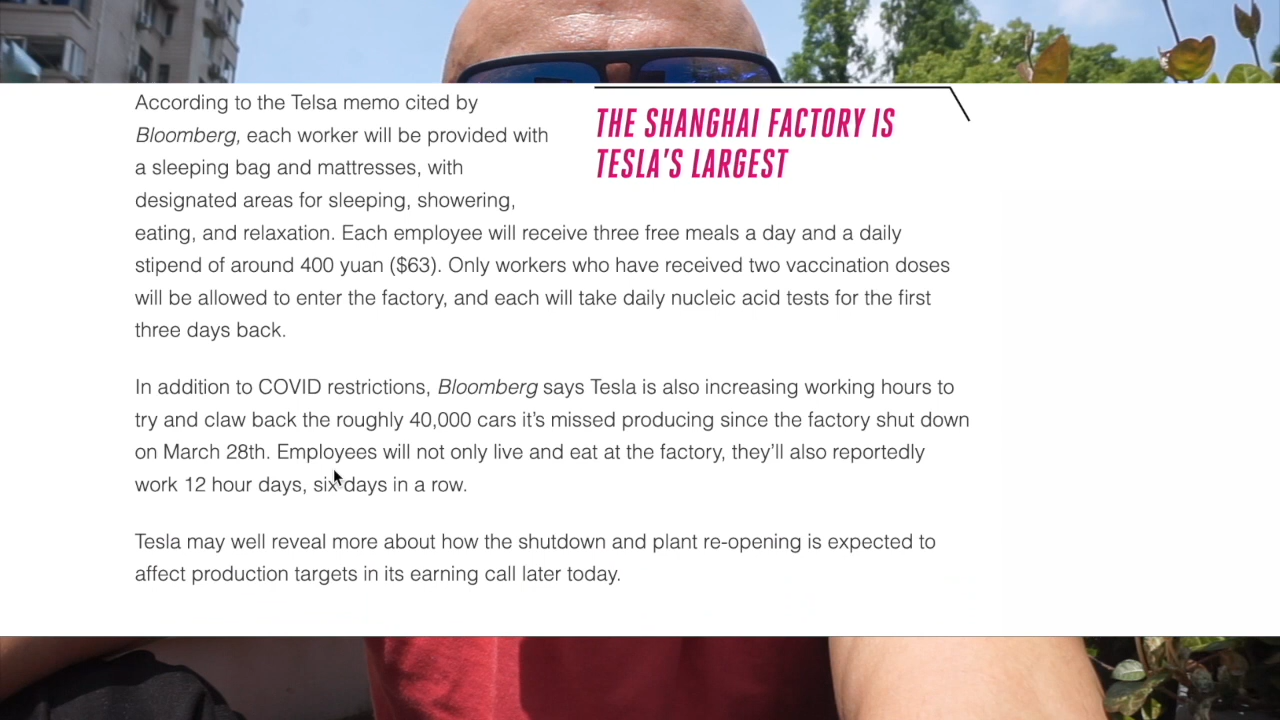 According to the Telsa memo cited by
Bloomberg, each worker will be provided with
a sleeping bag and mattresses, with
designated areas for sleeping, showering,
THE SHANGHAI FACTORY IS
TESLA'S LARGEST
eating, and relaxation. Each employee will receive three free meals a day and a daily
stipend of around 400 yuan ($63). Only workers who have received two vaccination doses
will be allowed to enter the factory, and each will take daily nucleic acid tests for the first
three days back.
In addition to COVID restrictions, Bloomberg says Tesla is also increasing working hours to
try and claw back the roughly 40,000 cars it's missed producing since the factory shut down
on March 28th. Employees will not only live and eat at the factory, they'll also reportedly
work 12 hour days, six days in a row.
Tesla may well reveal more about how the shutdown and plant re-opening is expected to
affect production targets in its earning call later today.